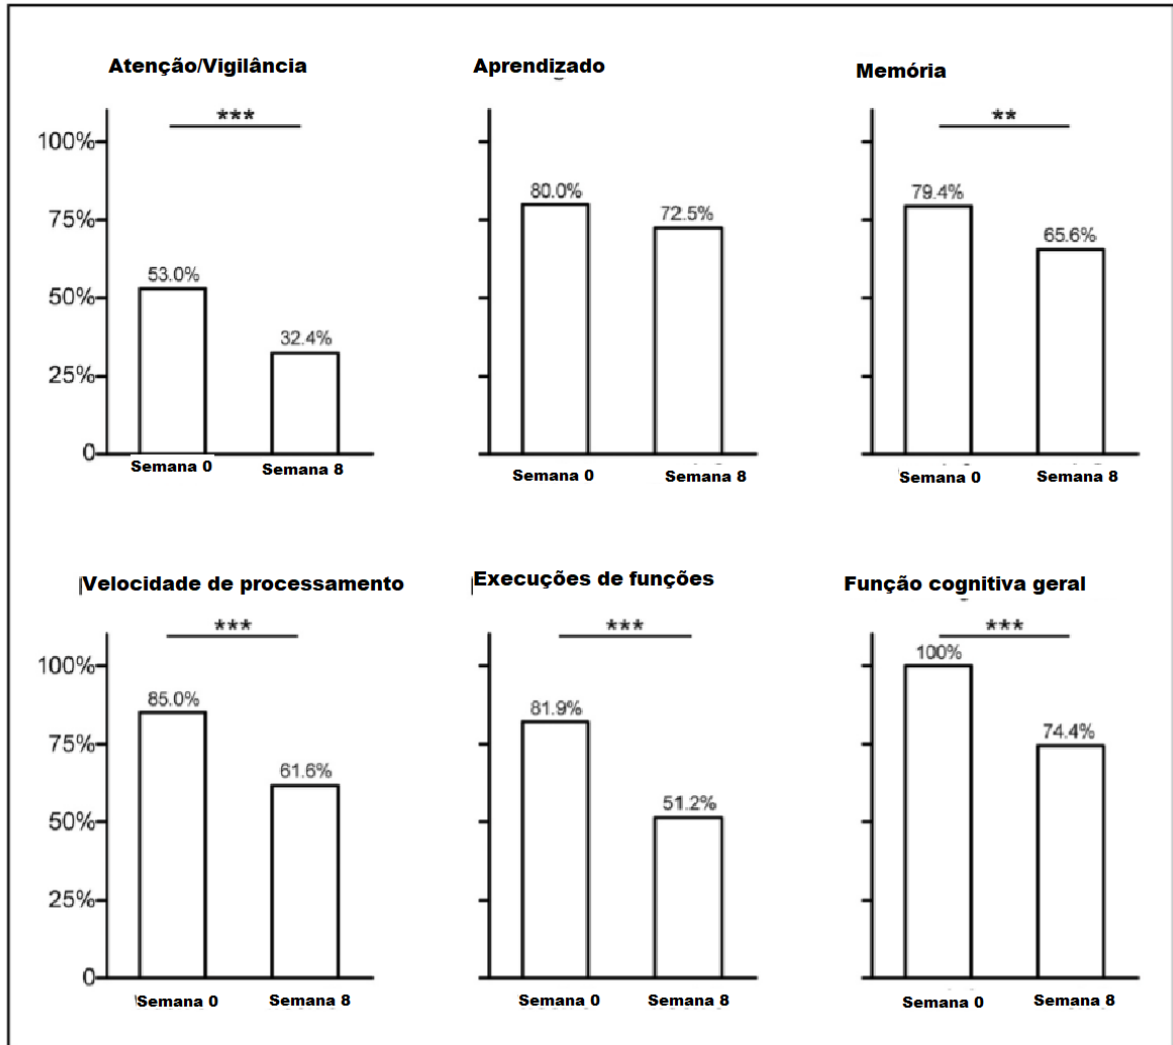 Atenção/Vigilância
***
100%
75%
50%
25%
0
53.0%
32.4%
Semana 0 Semana 8
Aprendizado
80.0%
72.5%
Semana 0 Semana 8
Memória
**
79.4%
65.6%
Semana 0 Semana 8
Velocidade de processamento
***
100%
75%
50%
25%
0
85.0%
61.6%
Semana 0 Semana 8
Execuções de funções
***
81.9%
51.2%
Semana 0 Semana 8
Função cognitiva geral
***
100%
74.4%
Semana 0 Semana 8